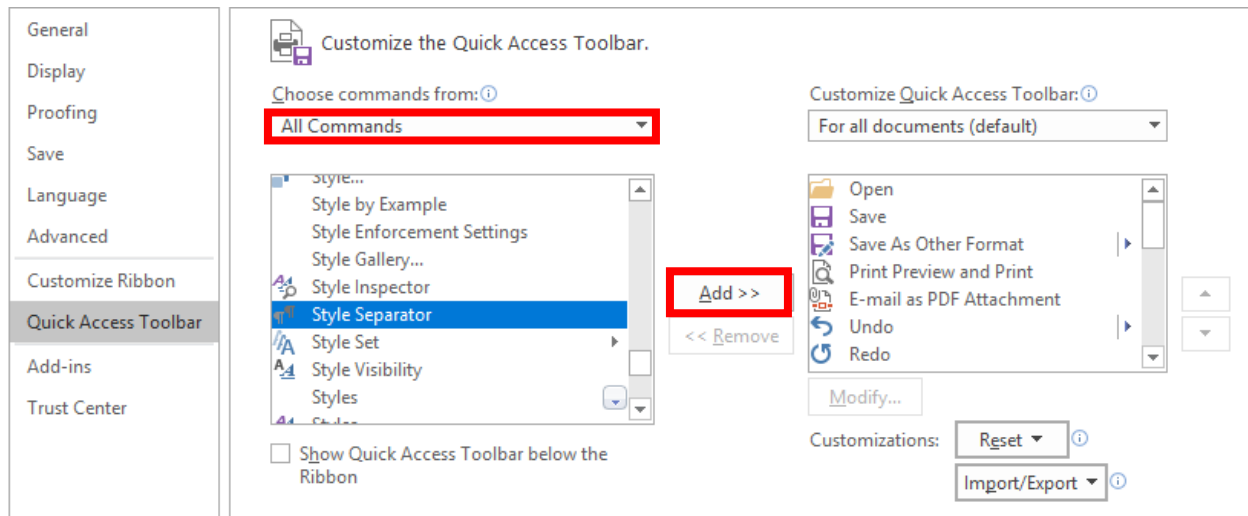 General
Display
Proofing
Save
Language
Advanced
Customize Ribbon
Quick Access Toolbar
Add-ins
Trust Center
Customize the Quick Access Toolbar.
Choose commands from:
All Commands
Style...
Style by Example
Style Enforcement Settings
Style Gallery...
Style Inspector
Style Separator
Style Set
Style Visibility
Styles
Styles
Show Quick Access Toolbar below the
Ribbon
Add >>
<< Remove
Customize Quick Access Toolbar:
For all documents (default)
Open
Save
Save As Other Format
Print Preview and Print
E-mail as PDF Attachment
Undo
Redo
Modify...
Customizations:
Reset
Import/Export